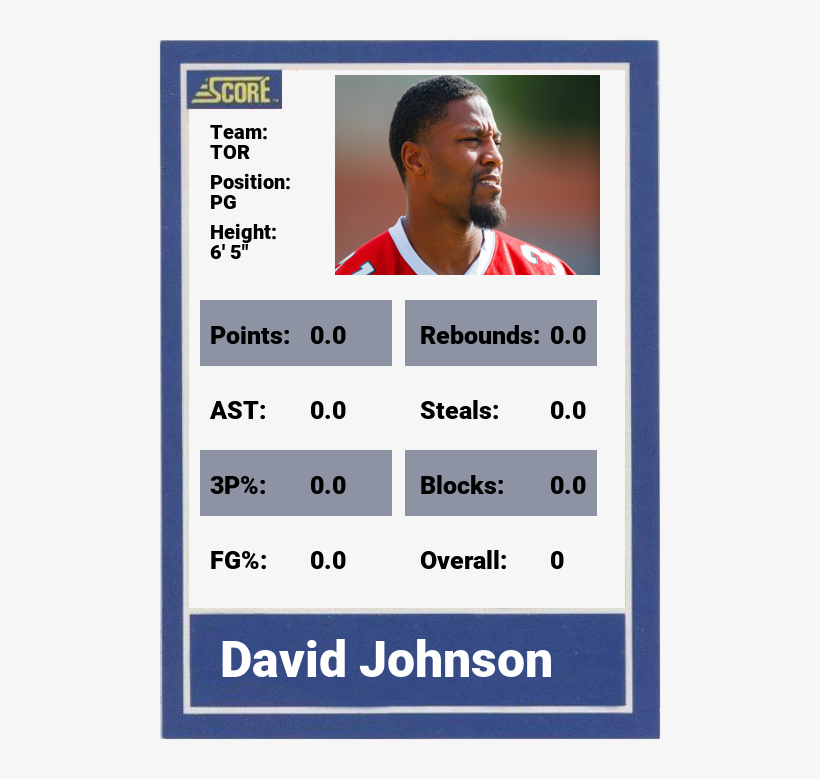 SCORE
Team:
TOR
Position:
PG
Height:
6' 5"
Points: 0.0 Rebounds: 0.0
AST: 0.0 Steals: 0.0
3P%: 0.0 Blocks: 0.0
FG%: 0.0 Overall: 0
David Johnson